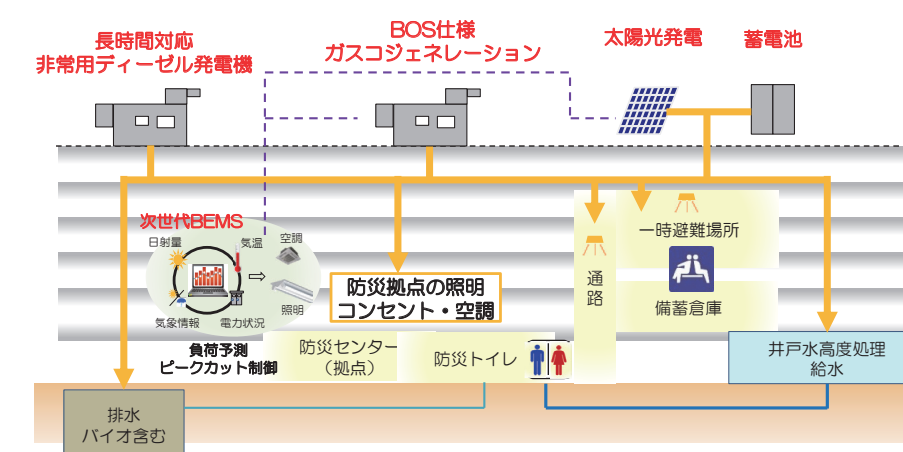 長時間対応
非常用ディーゼル発電機
BOS仕様
ガスコジェネレーション
太陽光発電
蓄電池
次世代BEMS
日射量
気温
空調
照明
気象情報
電力状況
負荷予測
ピークカット制御
防災拠点の照明
コンセント・空調
防災センター
（拠点）
防災トイレ
通路
一時避難場所
備蓄倉庫
井戸水高度処理
給水
排水
バイオ含む